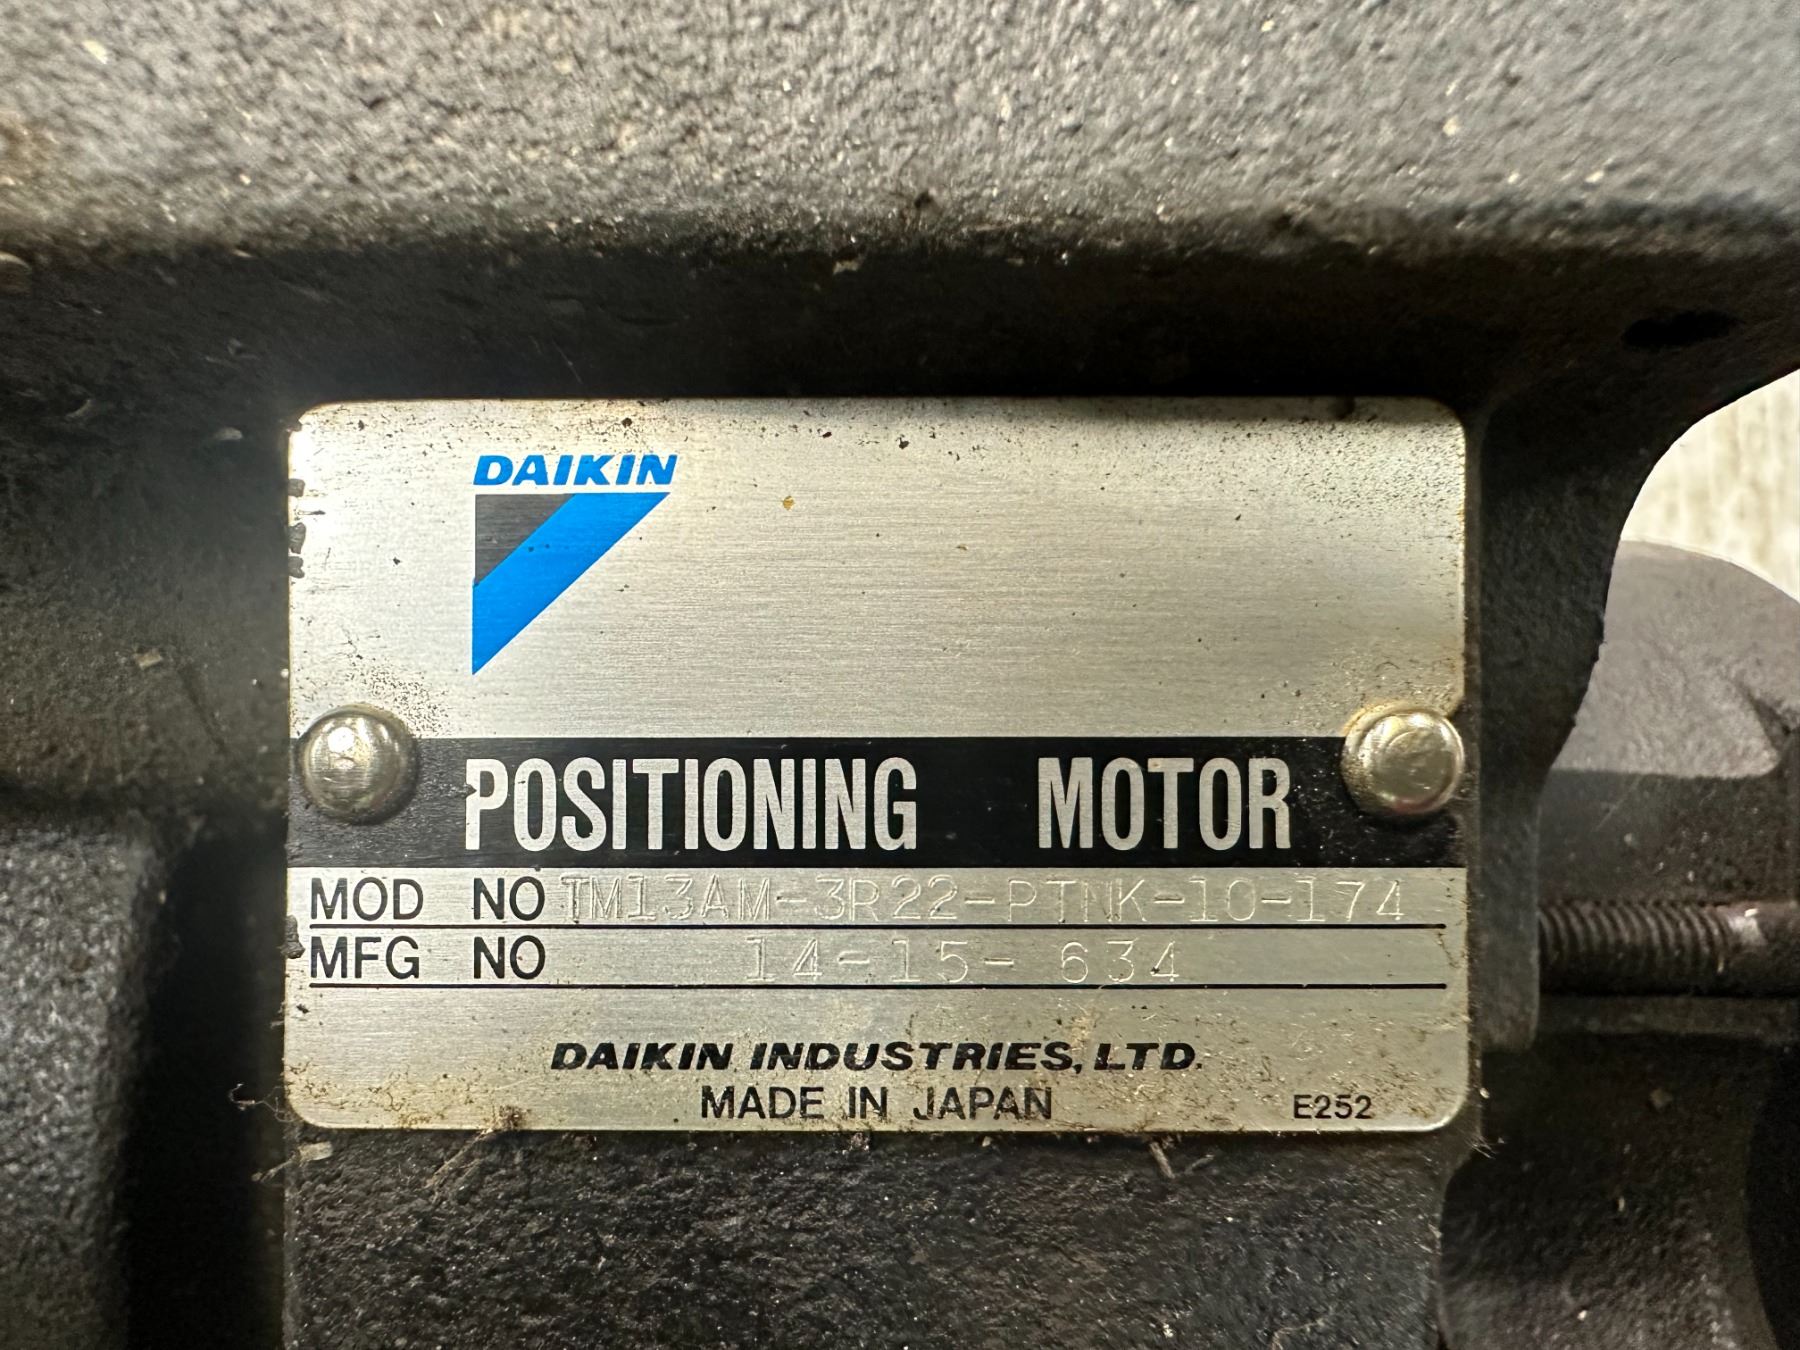 DAIKIN
POSITIONING MOTOR
MOD NO TM13AM-3R22-PTNK-10-174
MFG NO 14-15-634
DAIKIN INDUSTRIES, LTD.
MADE IN JAPAN E252